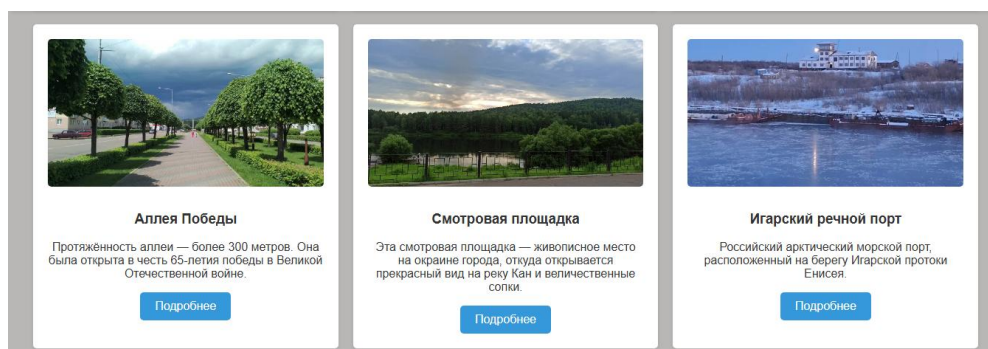 Аллея Победы
Протяжённость аллеи — более 300 метров. Она
была открыта в честь 65-летия победы в Великой
Отечественной войне.
Подробнее
Смотровая площадка
Эта смотровая площадка — живописное место
на окраине города, откуда открывается
прекрасный вид на реку Кан и величественные
сопки.
Подробнее
Игарский речной порт
Российский арктический морской порт,
расположенный на берегу Игарской протоки
Енисея.
Подробнее